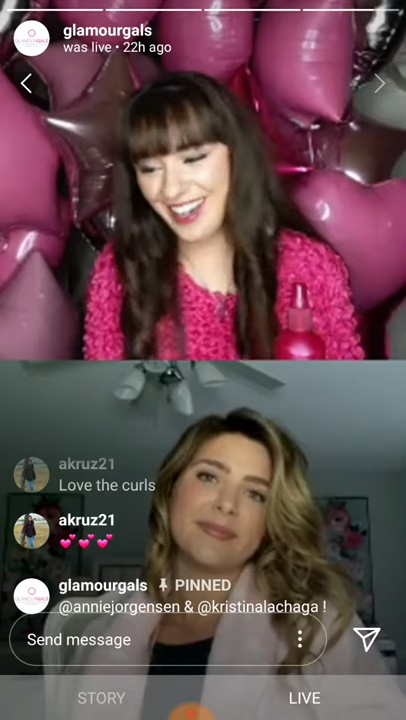 glamourgals
was live • 22h ago
akruz21
Love the curls
akruz21
glamourgals PINNED
@anniejorgensen & @kristinalachaga !
Send message
STORY LIVE